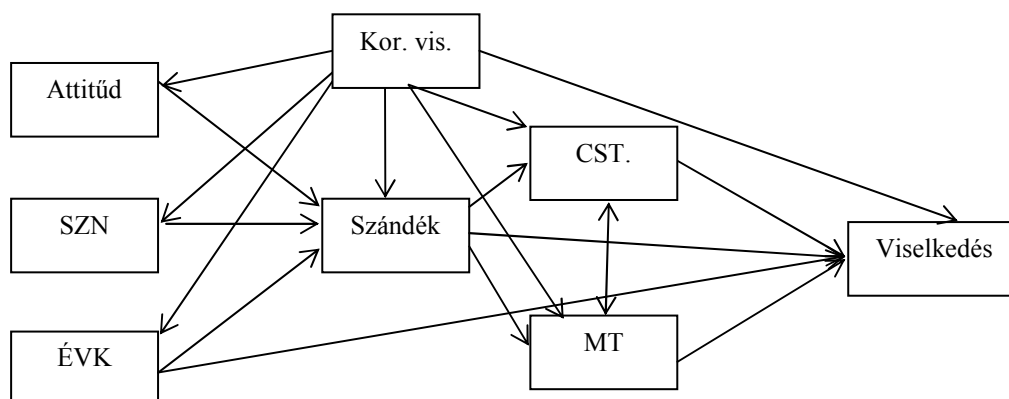 Kor. vis.
Attitűd
CST.
SZN
Szándék
Viselkedés
ÉVK
MT